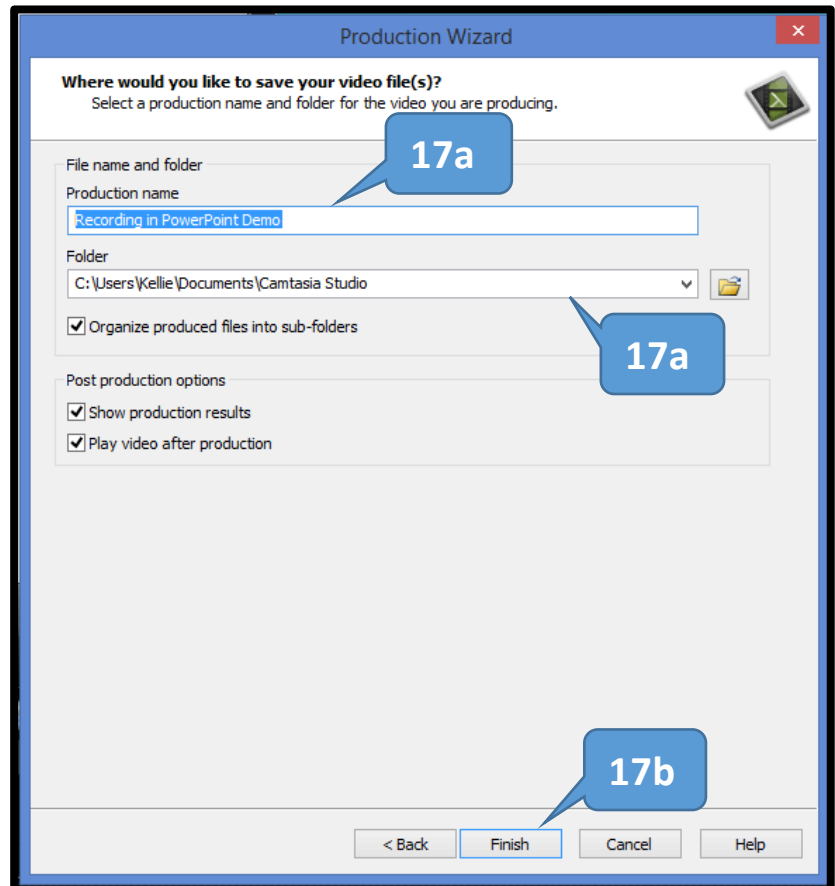 Production Wizard
Where would you like to save your video file(s)?
Select a production name and folder for the video you are producing.
17a
File name and folder
Production name
Recording in PowerPoint Demo
Folder
C:\Users\Kellie\Documents\Camtasia Studio
Organize produced files into sub-folders
17a
Post production options
Show production results
Play video after production
17b
< Back
Finish
Cancel
Help